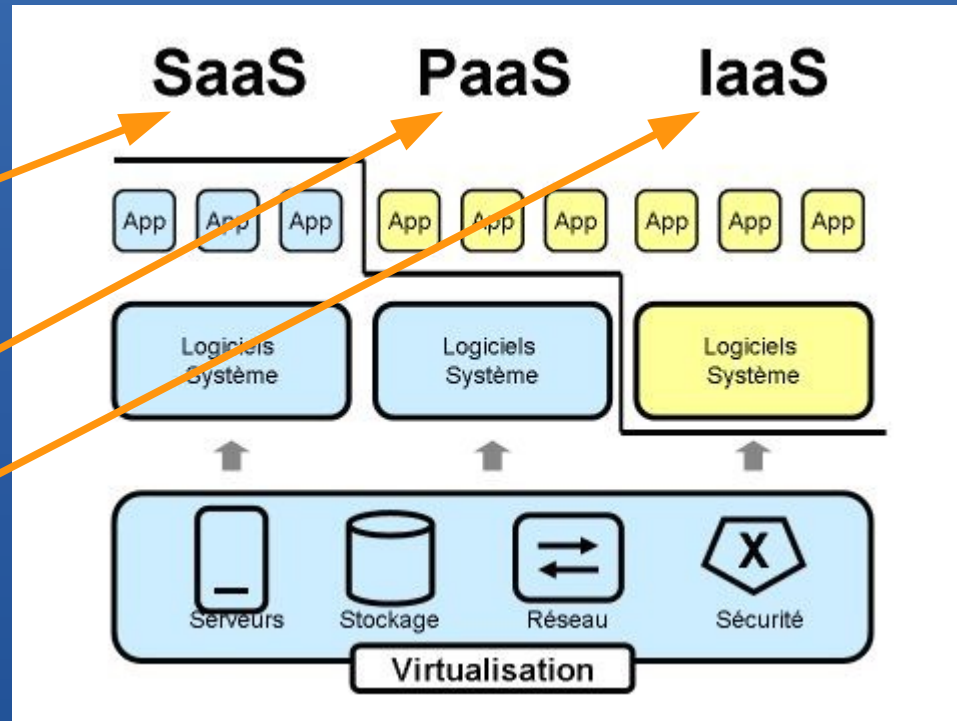 SaaS PaaS IaaS
App App App App App App App App App
Logiciels
Système
Logiciels
Système
Logiciels
Système
Serveurs Stockage Réseau Sécurité
X
Virtualisation